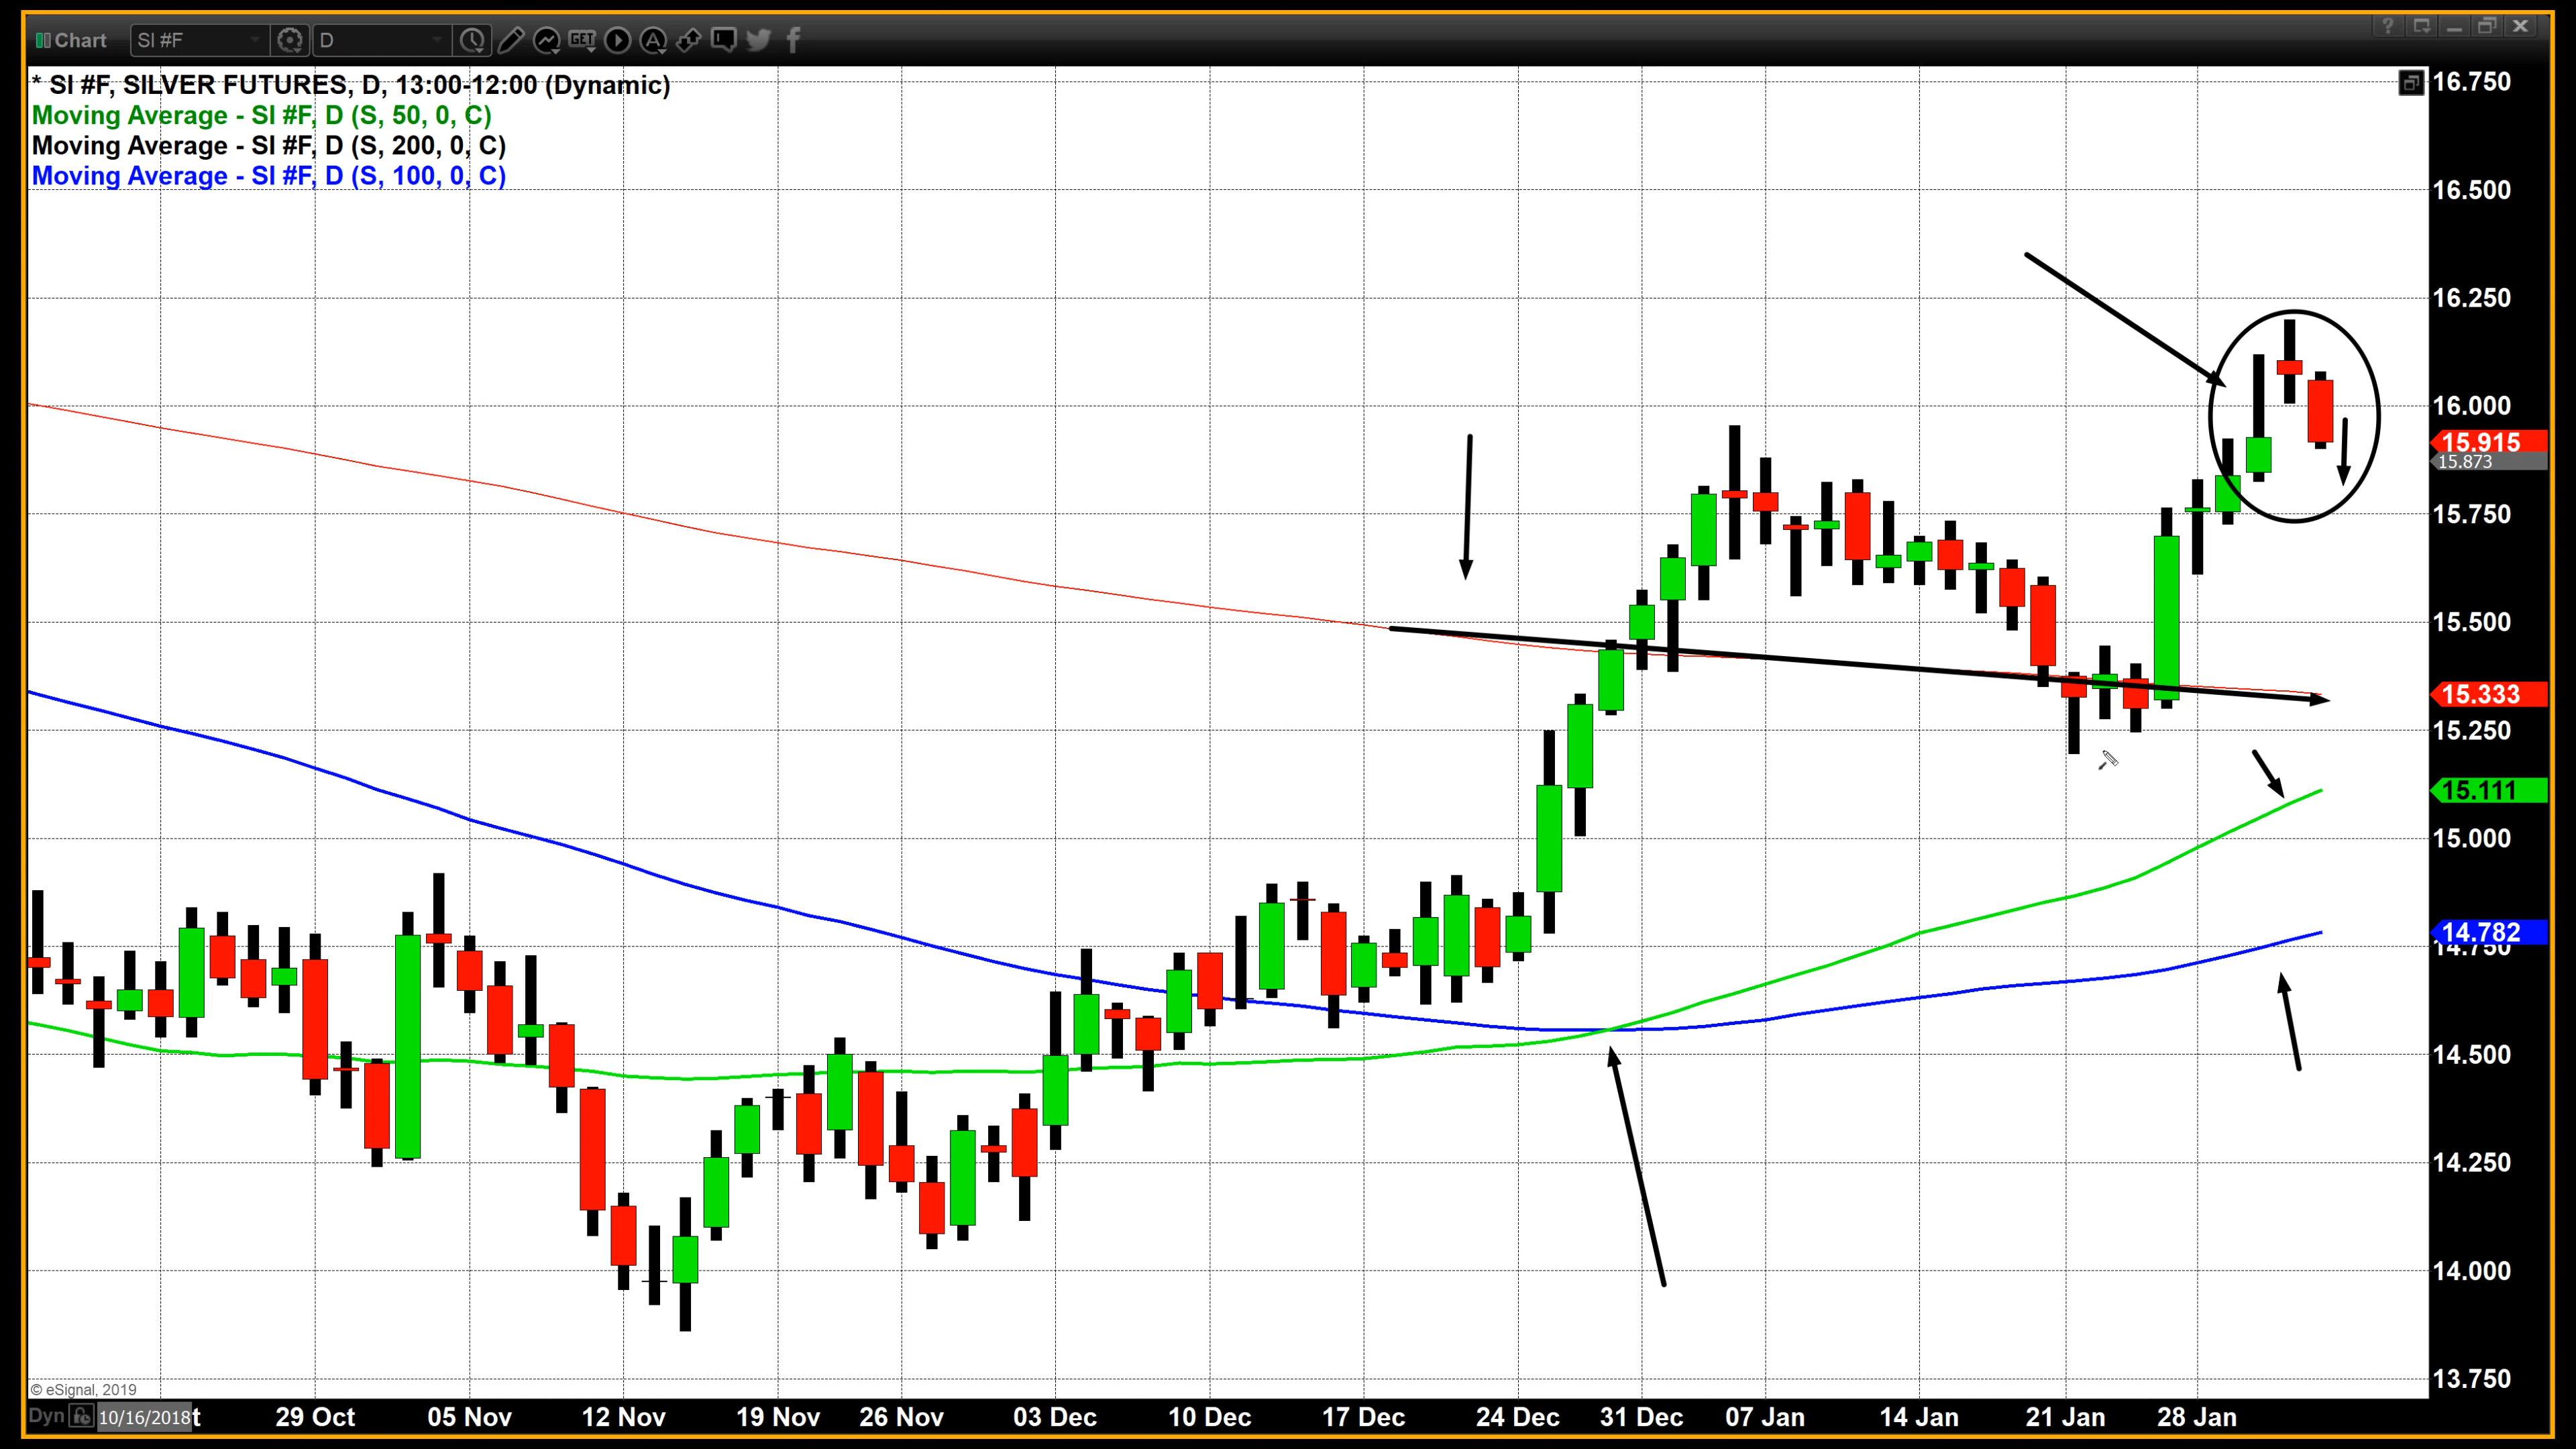 Chart SI #F D GET
* SI #F, SILVER FUTURES, D, 13:00-12:00 (Dynamic)
Moving Average - SI #F, D (S, 50, 0, C)
Moving Average - SI #F, D (S, 200, 0, C)
Moving Average - SI #F, D (S, 100, 0, C)
16.750
16.500
16.250
16.000
15.915
15.873
15.750
15.500
15.333
15.250
15.111
15.000
14.782
14.750
14.500
14.250
14.000
13.750
© eSignal, 2019
Dyn 10/16/2018 t 29 Oct 05 Nov 12 Nov 19 Nov 26 Nov 03 Dec 10 Dec 17 Dec 24 Dec 31 Dec 07 Jan 14 Jan 21 Jan 28 Jan